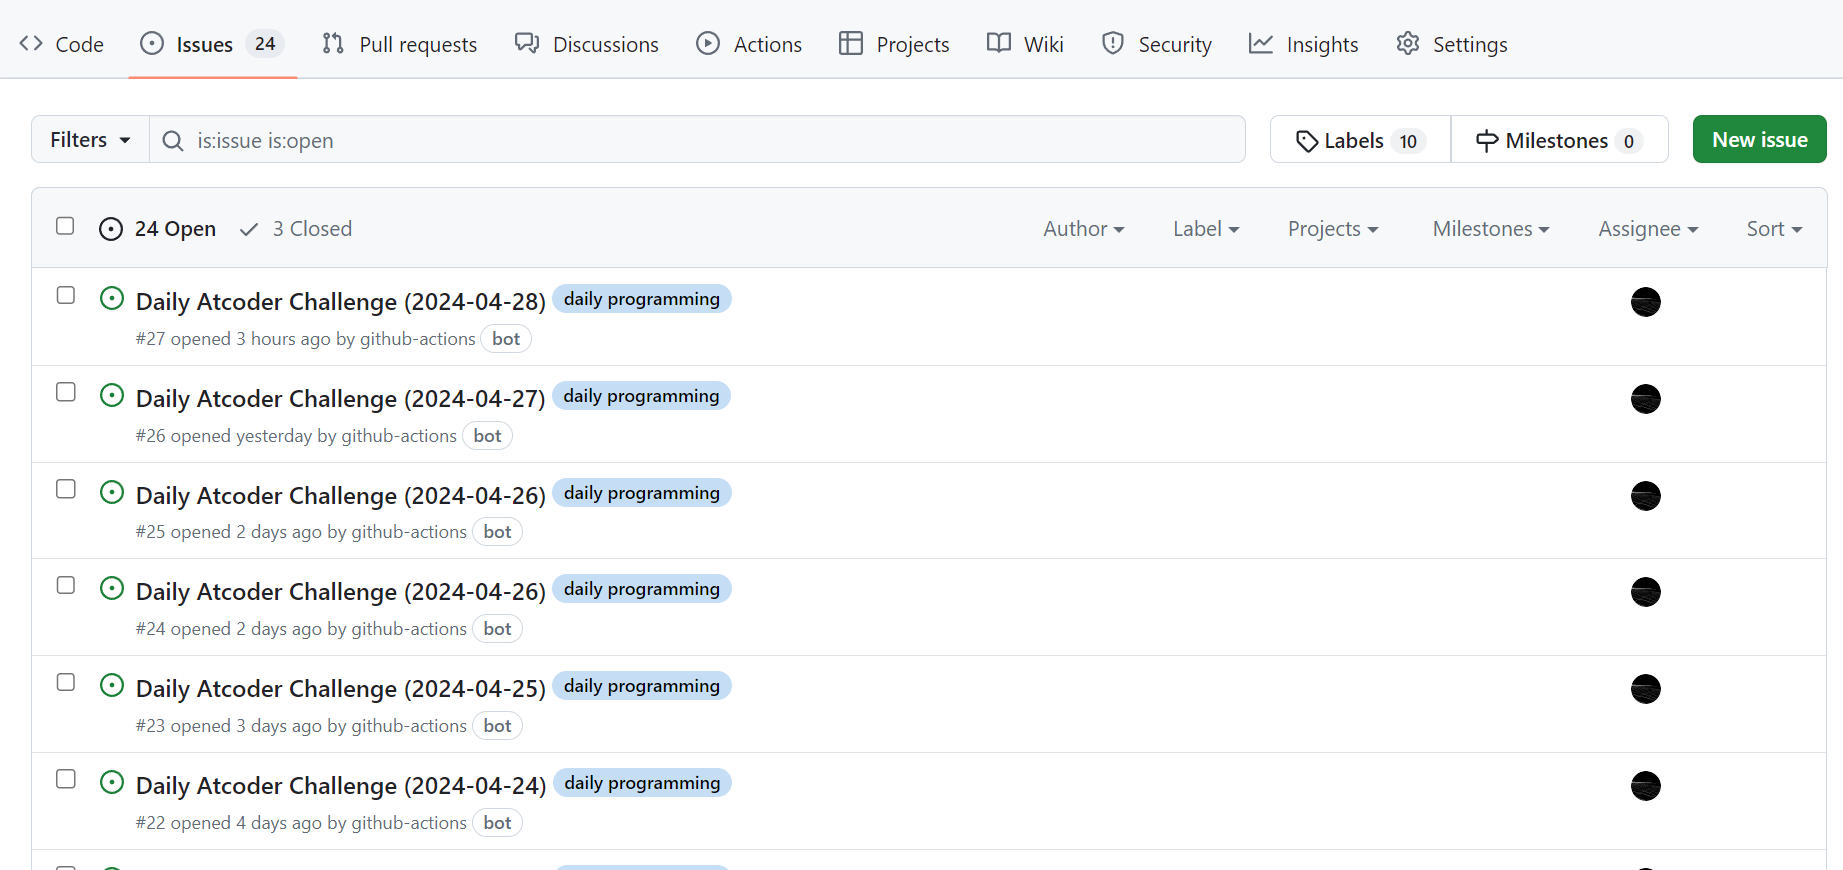 Code Issues 24 Pull requests Discussions Actions Projects Wiki Security Insights Settings
Filters is:issue is:open Labels 10 Milestones 0 New issue
24 Open 3 Closed Author Label Projects Milestones Assignee Sort
Daily Atcoder Challenge (2024-04-28) daily programming
#27 opened 3 hours ago by github-actions bot
Daily Atcoder Challenge (2024-04-27) daily programming
#26 opened yesterday by github-actions bot
Daily Atcoder Challenge (2024-04-26) daily programming
#25 opened 2 days ago by github-actions bot
Daily Atcoder Challenge (2024-04-26) daily programming
#24 opened 2 days ago by github-actions bot
Daily Atcoder Challenge (2024-04-25) daily programming
#23 opened 3 days ago by github-actions bot
Daily Atcoder Challenge (2024-04-24) daily programming
#22 opened 4 days ago by github-actions bot